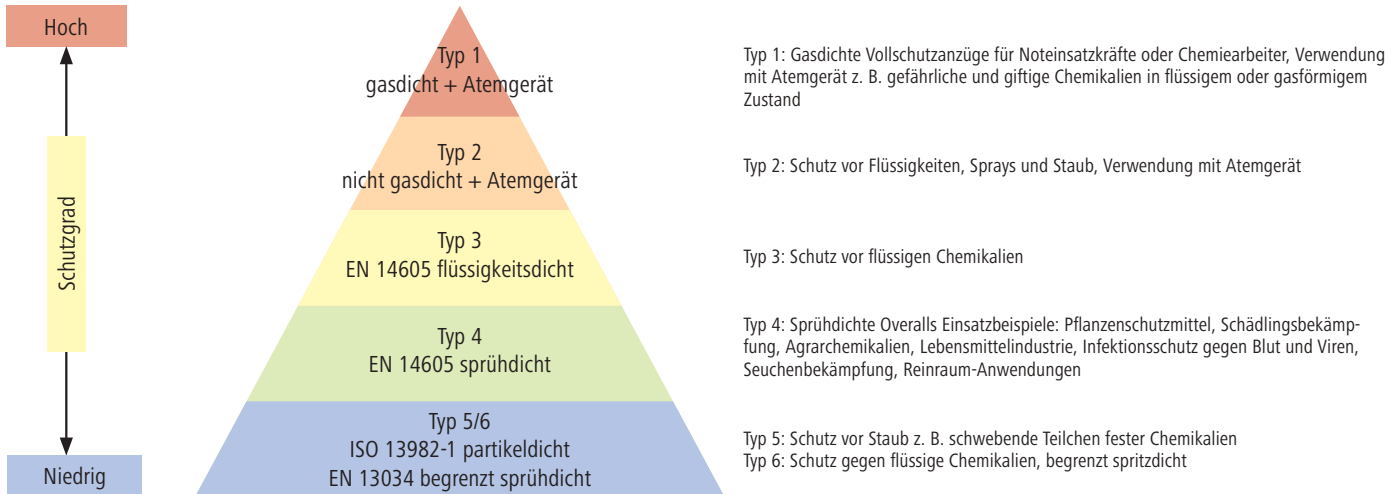 Hoch
Schutzgrad
Niedrig
Typ 1
gasdicht + Atemgerät
Typ 2
nicht gasdicht + Atemgerät
Typ 3
EN 14605 flüssigkeitsdicht
Typ 4
EN 14605 sprühdicht
Typ 5/6
ISO 13982-1 partikeldicht
EN 13034 begrenzt sprühdicht
Typ 1: Gasdichte Vollschutzanzüge für Noteinsatzkräfte oder Chemiearbeiter, Verwendung
mit Atemgerät z. B. gefährliche und giftige Chemikalien in flüssigem oder gasförmigem
Zustand
Typ 2: Schutz vor Flüssigkeiten, Sprays und Staub, Verwendung mit Atemgerät
Typ 3: Schutz vor flüssigen Chemikalien
Typ 4: Sprühdichte Overalls Einsatzbeispiele: Pflanzenschutzmittel, Schädlingsbekämp-
fung, Agrarchemikalien, Lebensmittelindustrie, Infektionsschutz gegen Blut und Viren,
Seuchenbekämpfung, Reinraum-Anwendungen
Typ 5: Schutz vor Staub z. B. schwebende Teilchen fester Chemikalien
Typ 6: Schutz gegen flüssige Chemikalien, begrenzt spritzdicht